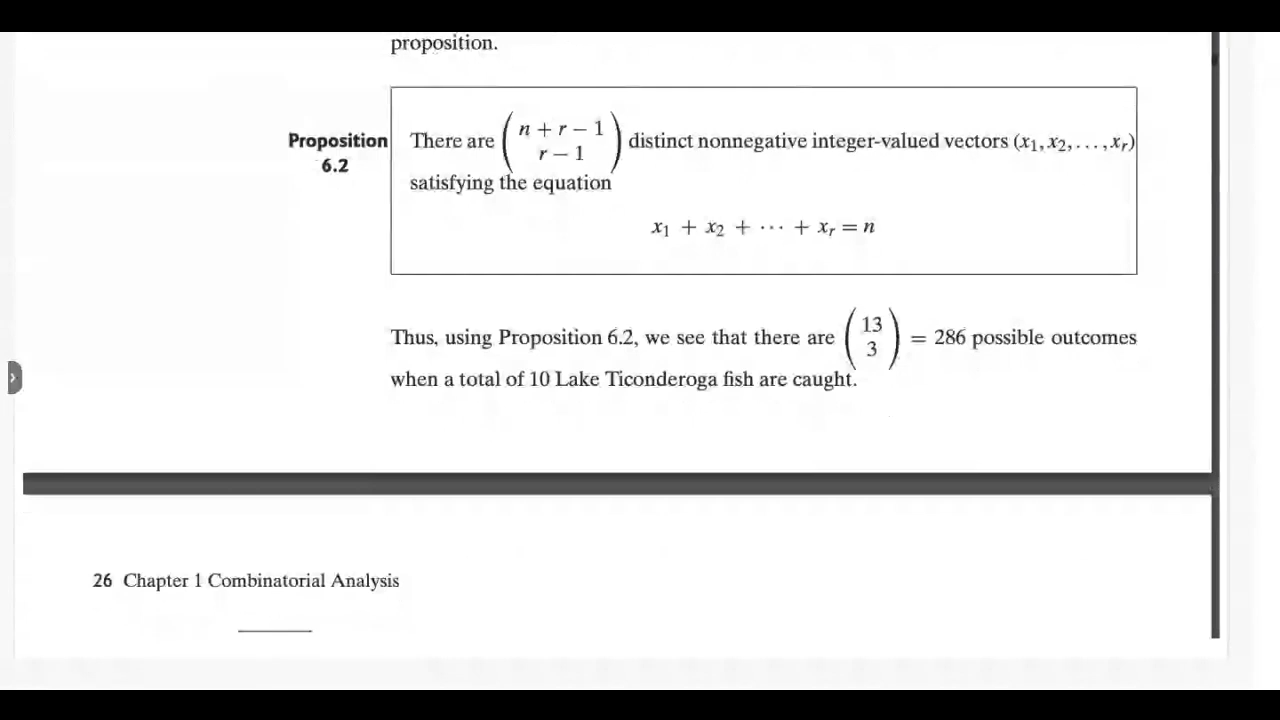 proposition.
Proposition 6.2
There are \binom{n + r − 1}{r − 1} distinct nonnegative integer-valued vectors (x₁, x₂, . . . , xᵣ)
satisfying the equation
x₁ + x₂ + ⋯ + xᵣ = n
Thus, using Proposition 6.2, we see that there are \binom{13}{3} = 286 possible outcomes
when a total of 10 Lake Ticonderoga fish are caught.
26 Chapter 1 Combinatorial Analysis